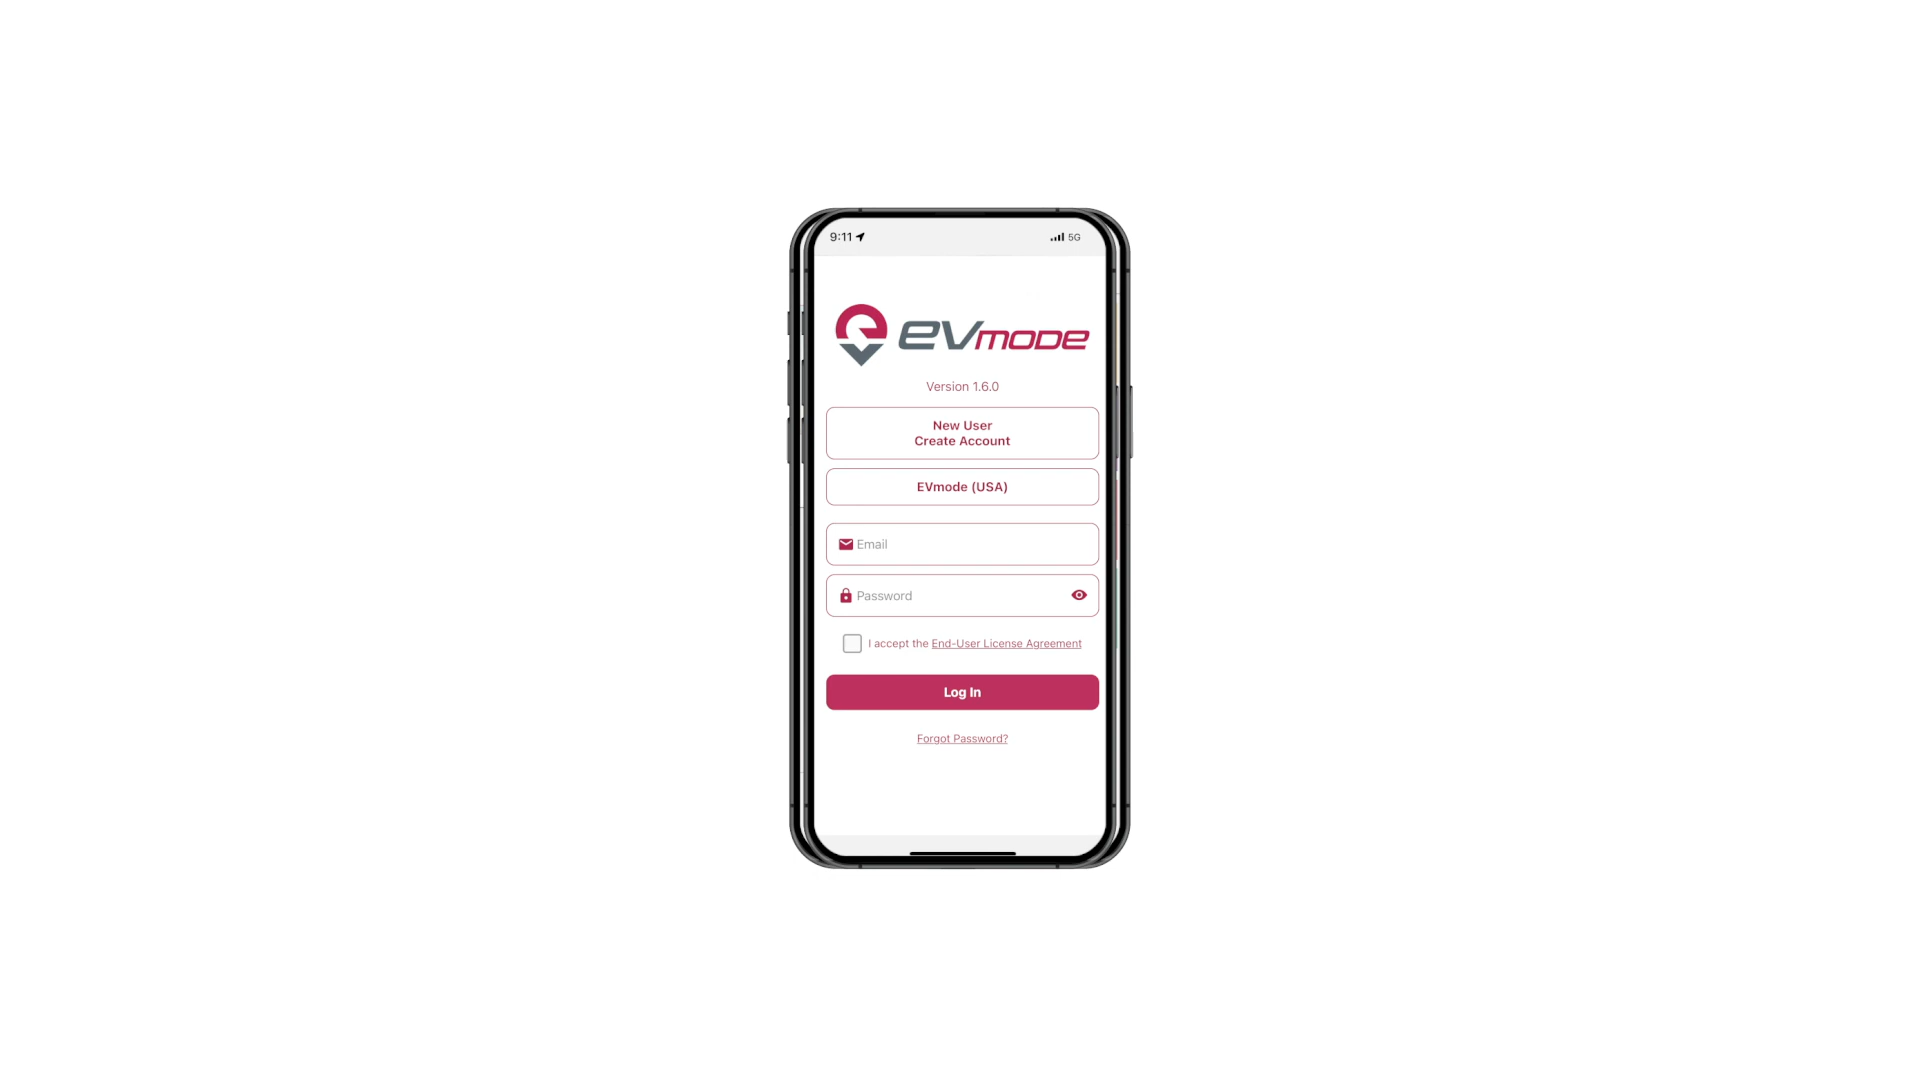 9:11
5G
evmode
Version 1.6.0
New User
Create Account
EVmode (USA)
Email
Password
I accept the End-User License Agreement
Log In
Forgot Password?